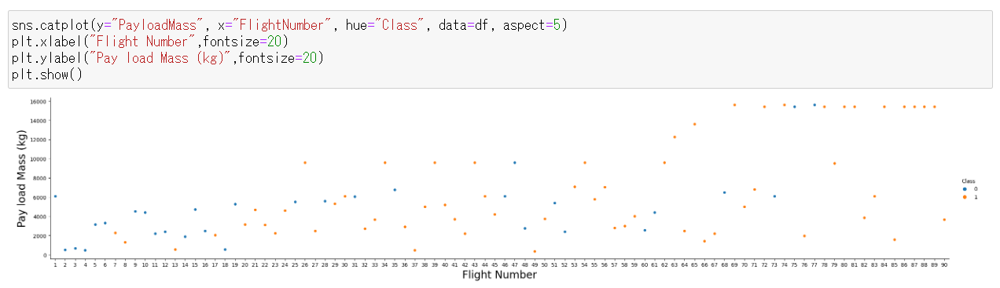 sns.catplot(y="PayloadMass", x="FlightNumber", hue="Class", data=df, aspect=5)
plt.xlabel("Flight Number",fontsize=20)
plt.ylabel("Pay load Mass (kg)",fontsize=20)
plt.show()
16000
14000
12000
10000
8000
6000
4000
2000
0
Pay load Mass (kg)
Class
0
1
1 2 3 4 5 6 7 8 9 10 11 12 13 14 15 16 17 18 19 20 21 22 23 24 25 26 27 28 29 30 31 32 33 34 35 36 37 38 39 40 41 42 43 44 45 46 47 48 49 50 51 52 53 54 55 56 57 58 59 60 61 62 63 64 65 66 67 68 69 70 71 72 73 74 75 76 77 78 79 80 81 82 83 84 85 86 87 88 89 90
Flight Number